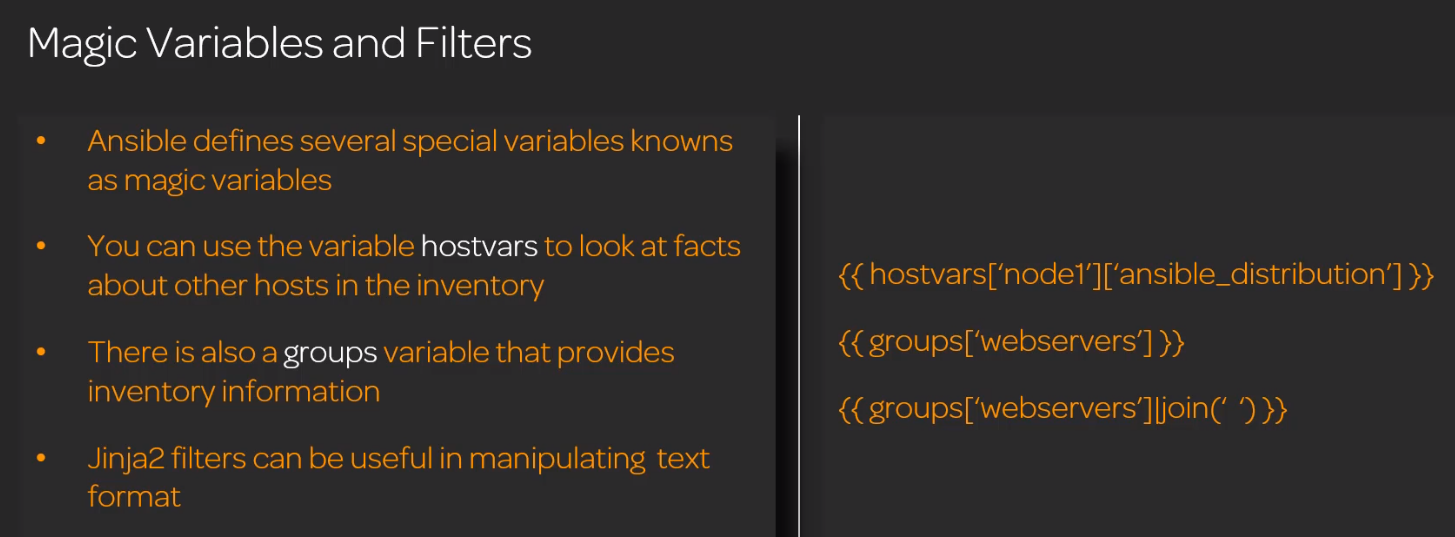 Magic Variables and Filters
• Ansible defines several special variables knowns
as magic variables
• You can use the variable hostvars to look at facts
about other hosts in the inventory
• There is also a groups variable that provides
inventory information
• Jinja2 filters can be useful in manipulating text
format
{{ hostvars[‘node1’][‘ansible_distribution’] }}
{{ groups[‘webservers’] }}
{{ groups[‘webservers’]|join(‘ ‘) }}